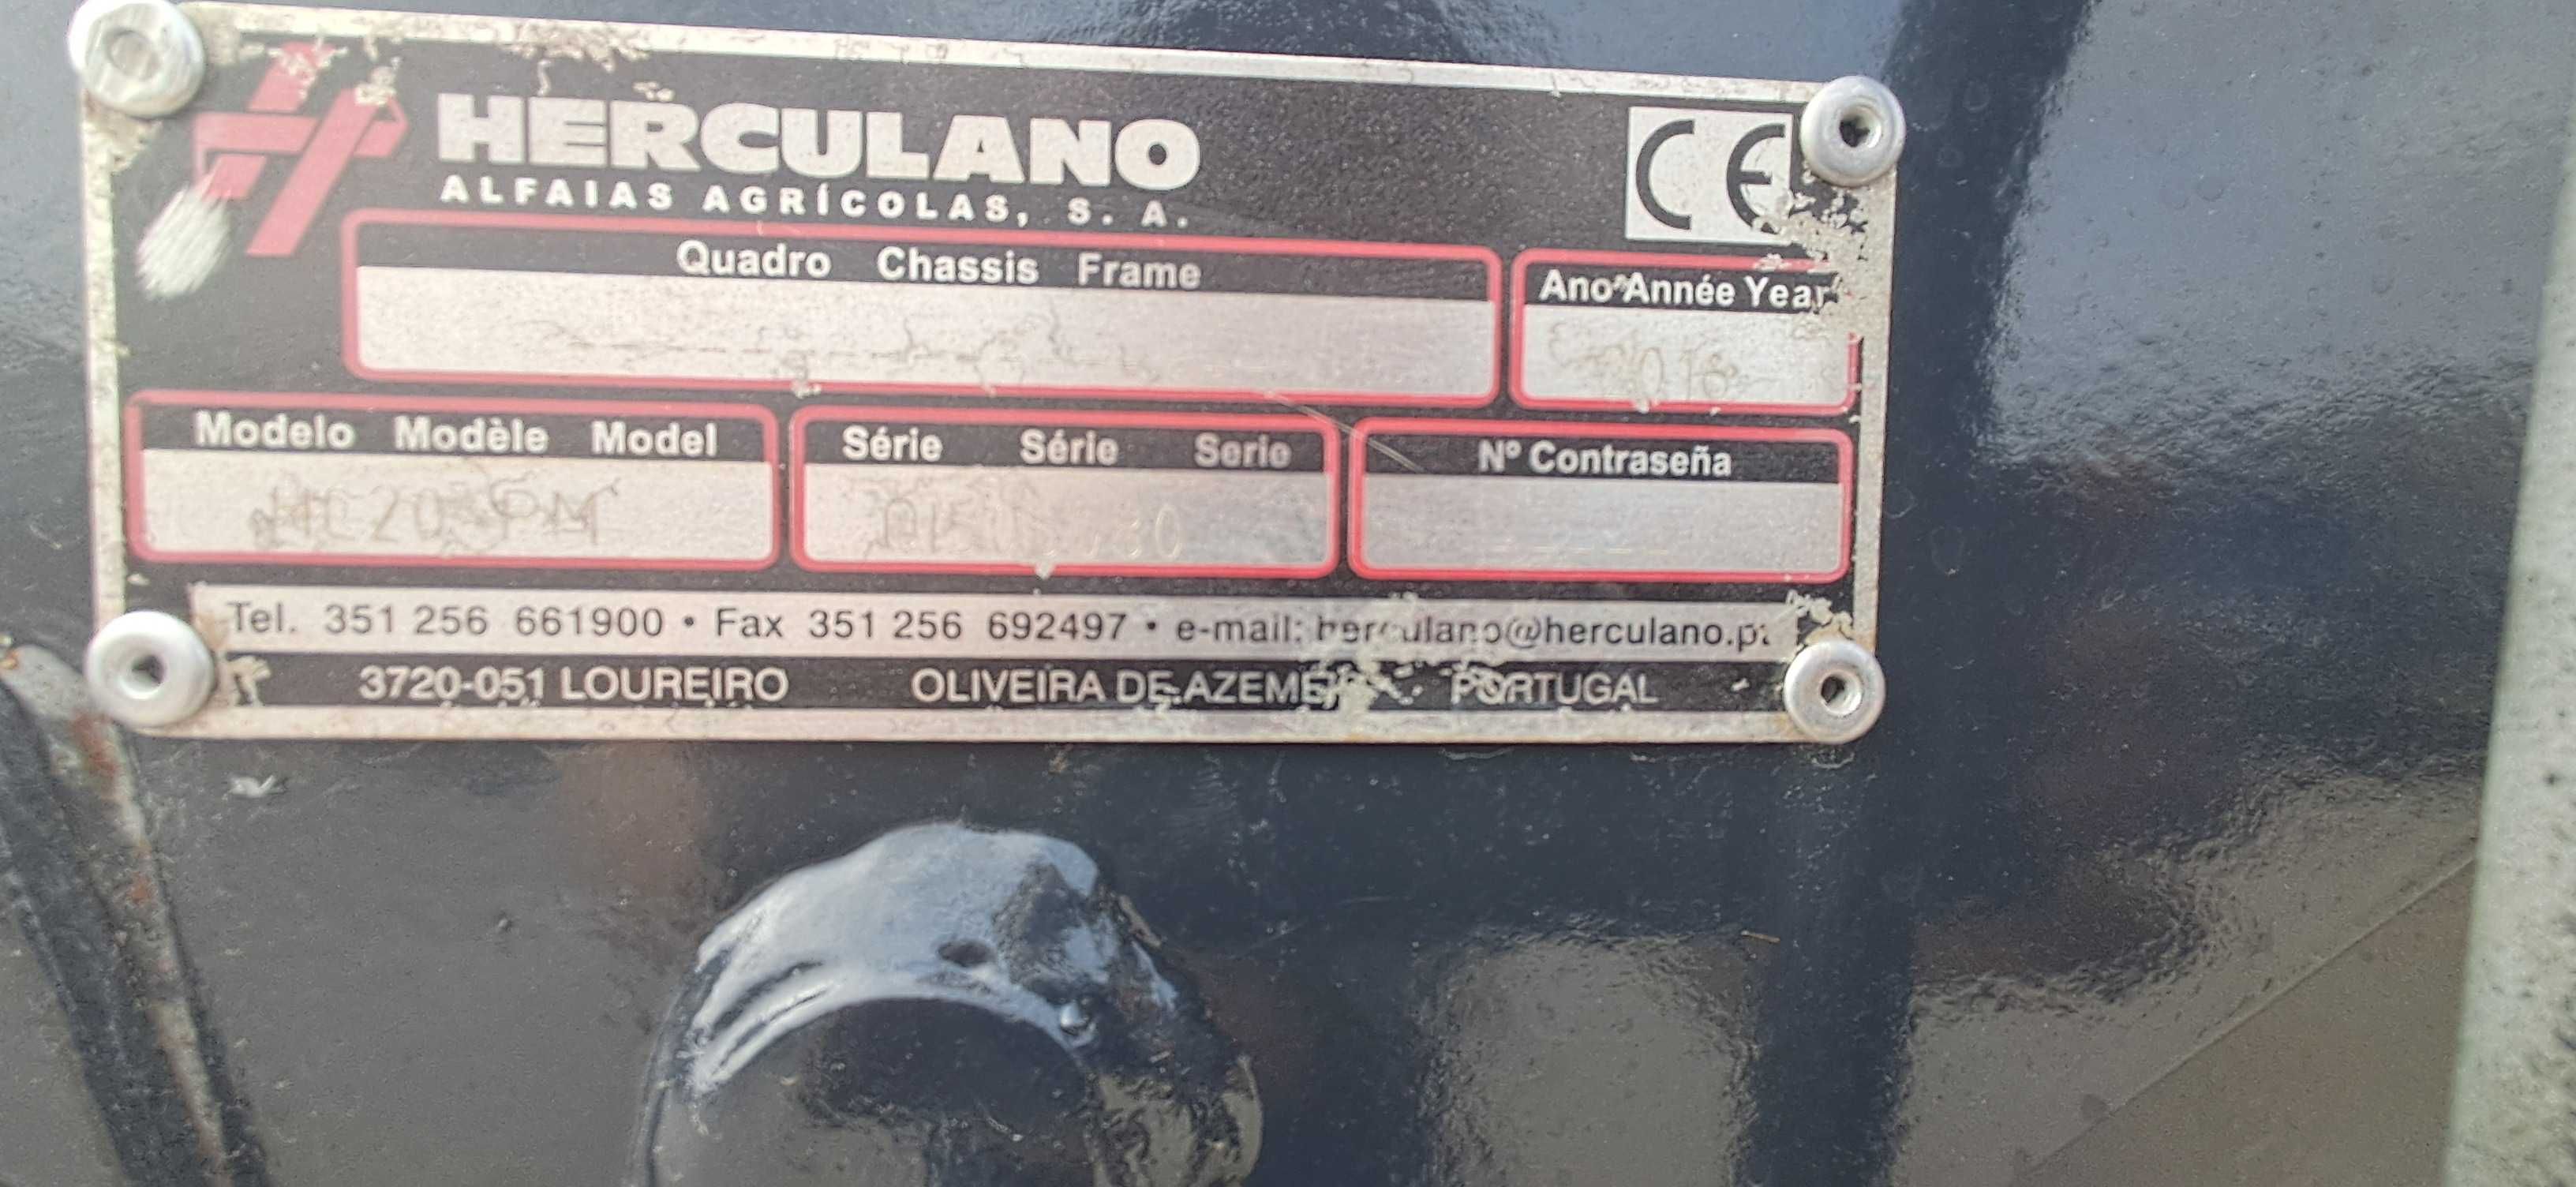 HERCULANO
ALFAIAS AGRÍCOLAS, S. A.
CE
Quadro Chassis Frame
Ano Année Year
Modelo Modèle Model
Série Série Serie
Nº Contraseña
Tel. 351 256 661900 • Fax 351 256 692497 • e-mail: herculano@herculano.pt
3720-051 LOUREIRO OLIVEIRA DE AZEMEIS PORTUGAL